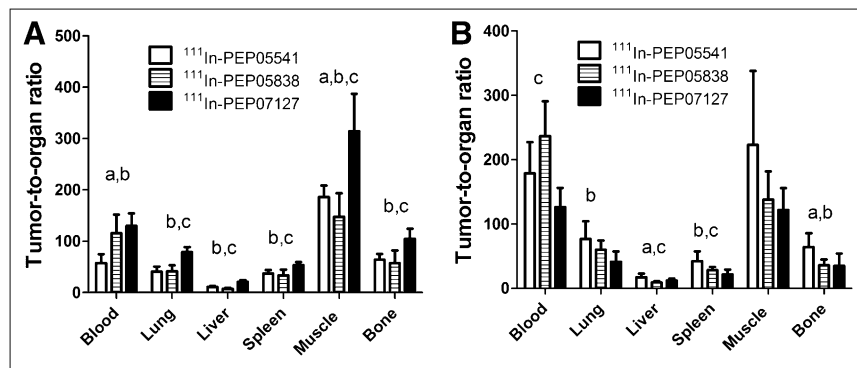 A
Tumor-to-organ ratio
500
400
300
200
100
0
¹¹¹In-PEP05541
¹¹¹In-PEP05838
¹¹¹In-PEP07127
a,b
b,c
b,c
b,c
a,b,c
b,c
Blood
Lung
Liver
Spleen
Muscle
Bone
B
Tumor-to-organ ratio
400
300
200
100
0
¹¹¹In-PEP05541
¹¹¹In-PEP05838
¹¹¹In-PEP07127
c
b
a,c
b,c
a,b
Blood
Lung
Liver
Spleen
Muscle
Bone